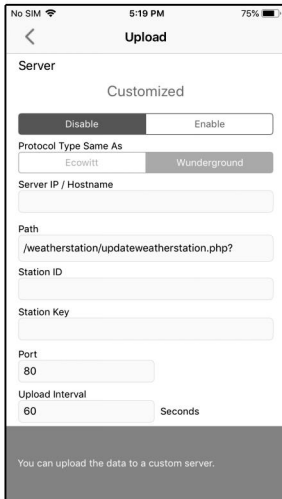 No SIM 5:19 PM 75%
Upload
Server
Customized
Disable Enable
Protocol Type Same As
Ecowitt Wunderground
Server IP / Hostname
Path
/weatherstation/updateweatherstation.php?
Station ID
Station Key
Port
80
Upload Interval
60 Seconds
You can upload the data to a custom server.